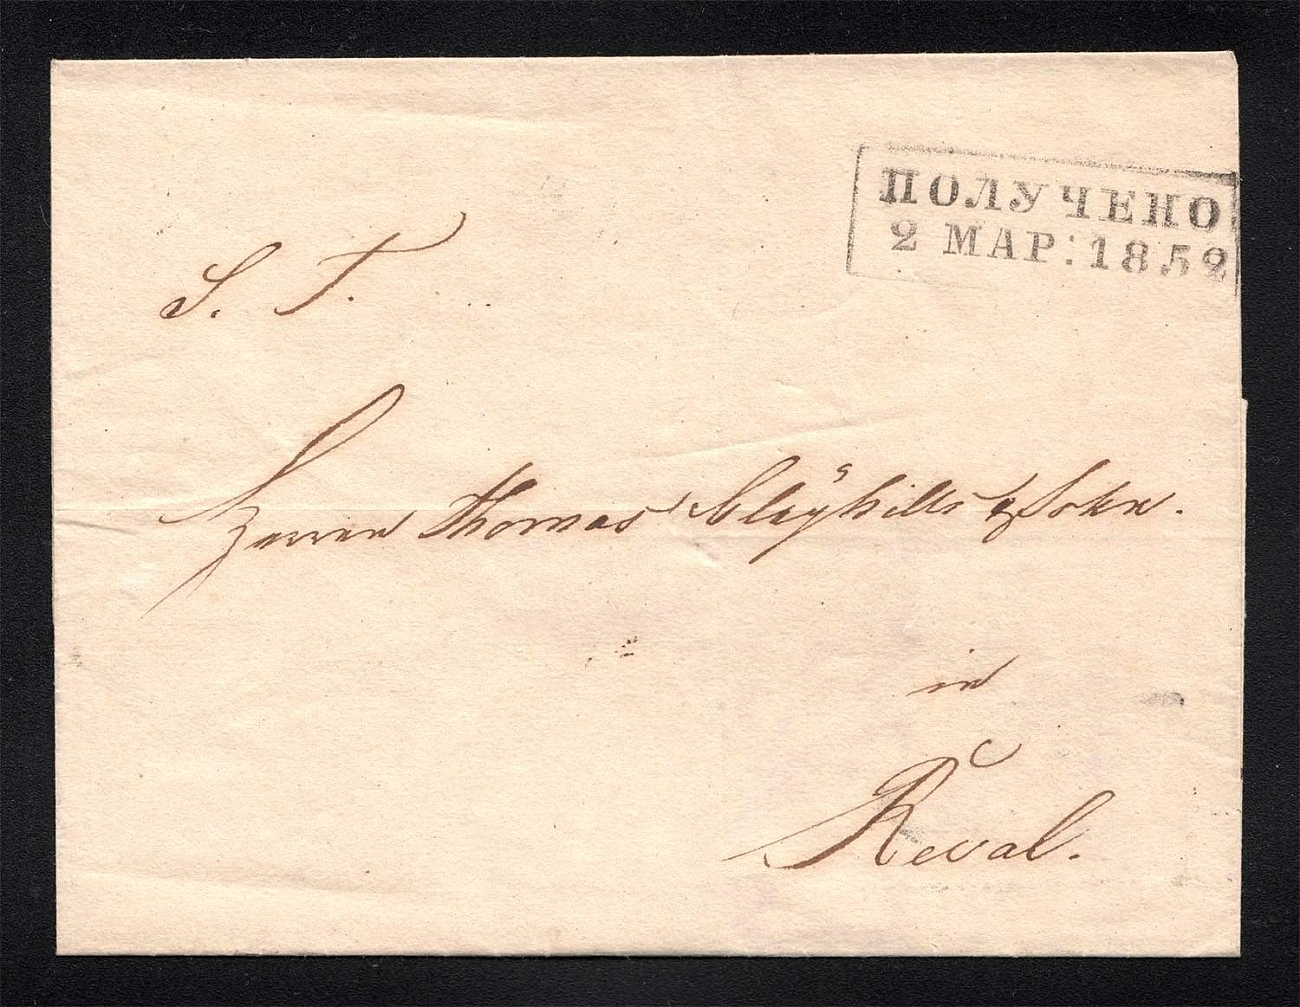 ПОЛУЧЕНО
2 МАР: 1852
S. T.
Herren Thomas Clayhills & Sohn.
in
Reval.